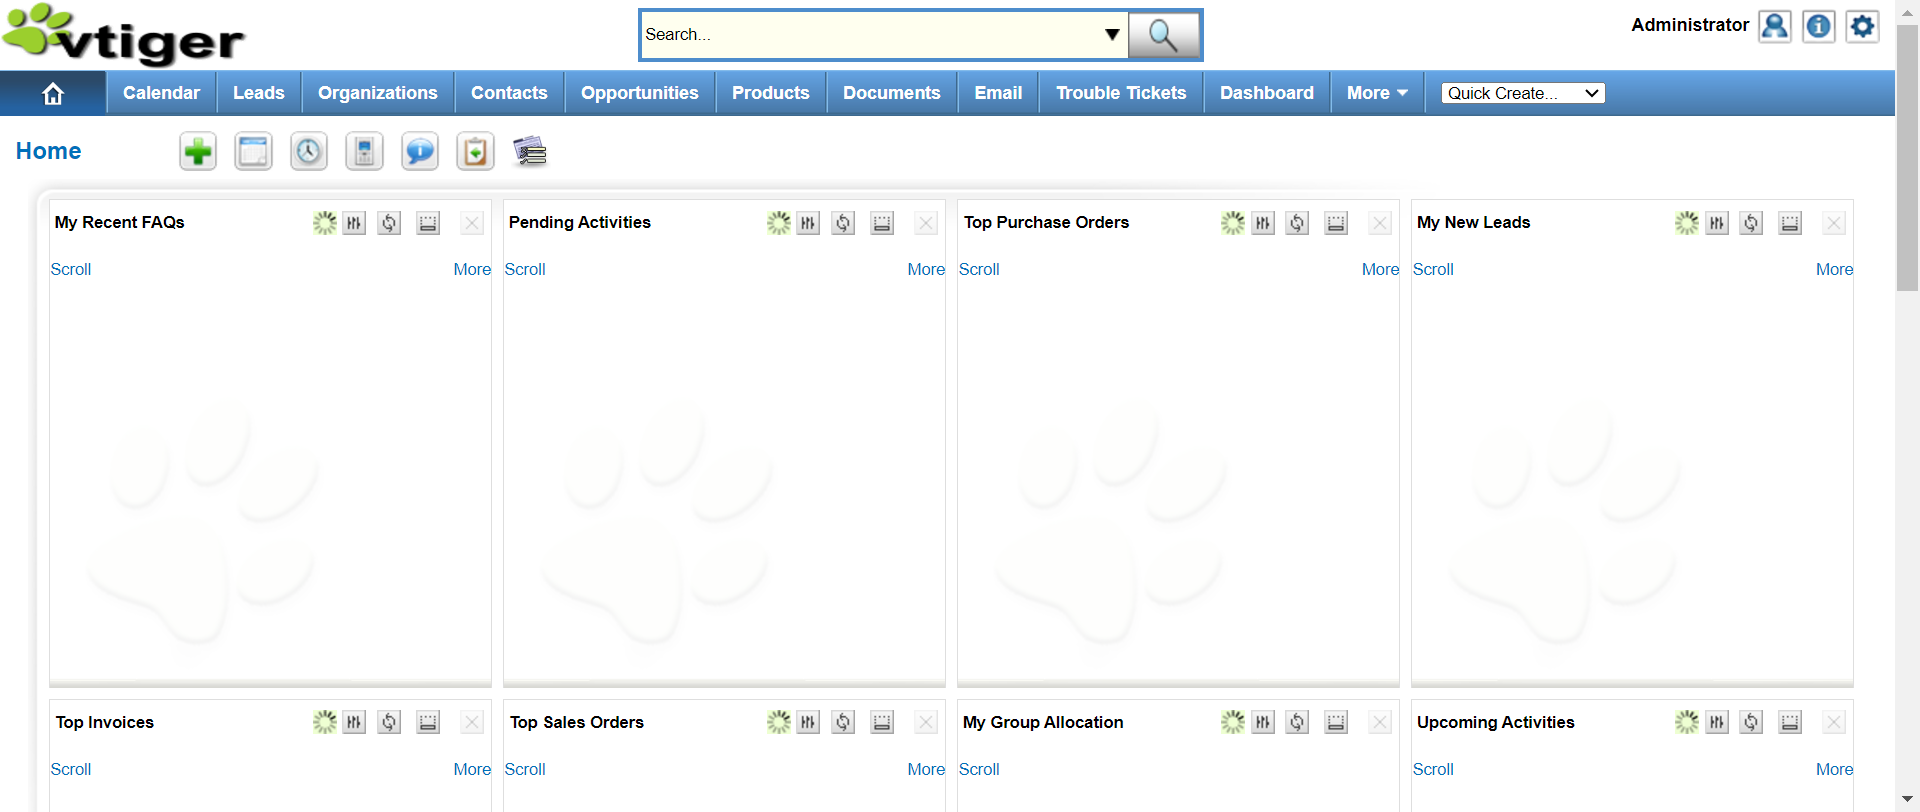 vtiger
Search...
Administrator
Calendar Leads Organizations Contacts Opportunities Products Documents Email Trouble Tickets Dashboard More Quick Create...
Home
My Recent FAQs Pending Activities Top Purchase Orders My New Leads
Scroll More Scroll More Scroll More Scroll More
Top Invoices Top Sales Orders My Group Allocation Upcoming Activities
Scroll More Scroll More Scroll Scroll More